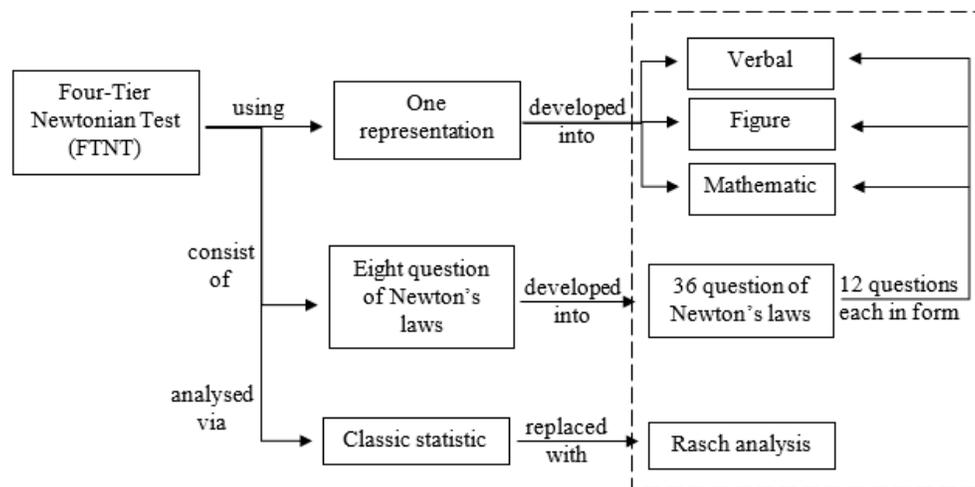 Four-Tier
Newtonian Test
(FTNT)
using
One
representation
developed
into
Verbal
Figure
Mathematic
consist
of
Eight question
of Newton's
laws
developed
into
36 question of
Newton's laws
12 questions
each in form
analysed
via
Classic statistic
replaced
with
Rasch analysis